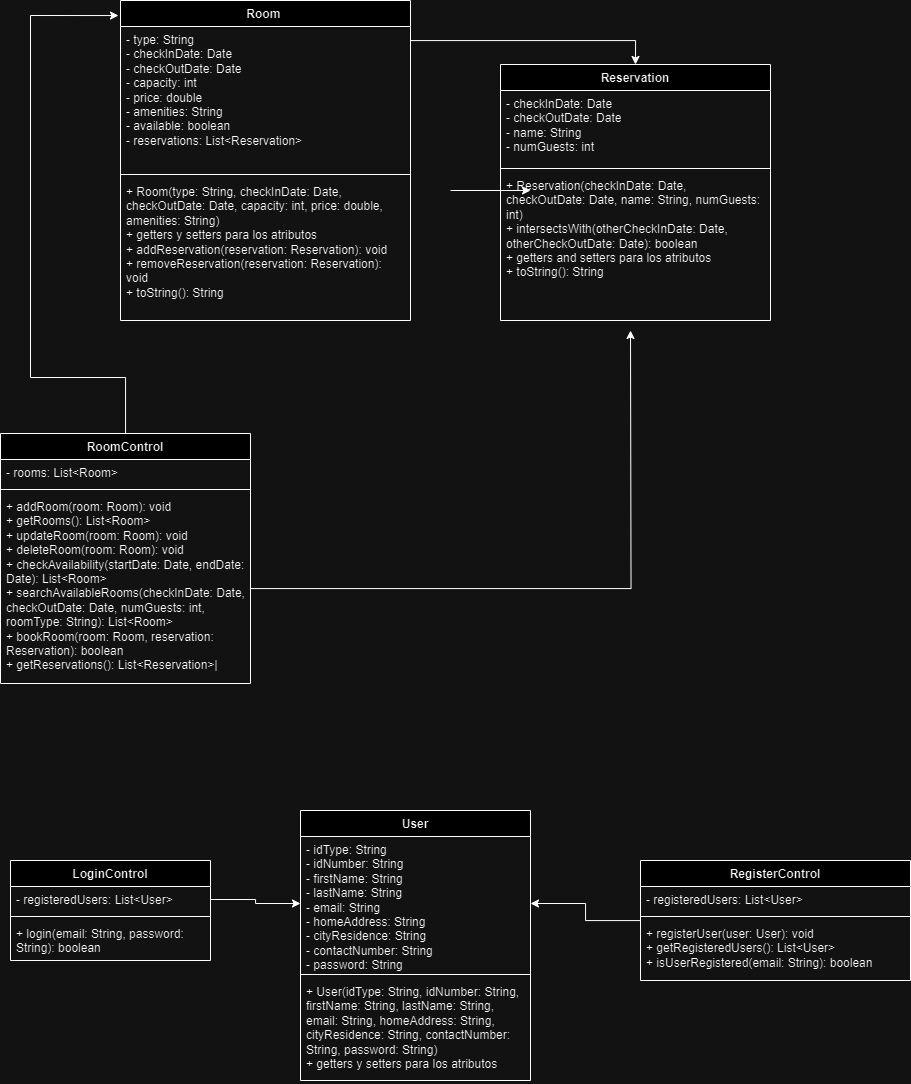 Room
- type: String
- checkInDate: Date
- checkOutDate: Date
- capacity: int
- price: double
- amenities: String
- available: boolean
- reservations: List<Reservation>
+ Room(type: String, checkInDate: Date,
checkOutDate: Date, capacity: int, price: double,
amenities: String)
+ getters y setters para los atributos
+ addReservation(reservation: Reservation): void
+ removeReservation(reservation: Reservation):
void
+ toString(): String
Reservation
- checkInDate: Date
- checkOutDate: Date
- name: String
- numGuests: int
+ Reservation(checkInDate: Date,
checkOutDate: Date, name: String, numGuests:
int)
+ intersectsWith(otherCheckInDate: Date,
otherCheckOutDate: Date): boolean
+ getters and setters para los atributos
+ toString(): String
RoomControl
- rooms: List<Room>
+ addRoom(room: Room): void
+ getRooms(): List<Room>
+ updateRoom(room: Room): void
+ deleteRoom(room: Room): void
+ checkAvailability(startDate: Date, endDate:
Date): List<Room>
+ searchAvailableRooms(checkInDate: Date,
checkOutDate: Date, numGuests: int,
roomType: String): List<Room>
+ bookRoom(room: Room, reservation:
Reservation): boolean
+ getReservations(): List<Reservation>|
User
- idType: String
- idNumber: String
- firstName: String
- lastName: String
- email: String
- homeAddress: String
- cityResidence: String
- contactNumber: String
- password: String
+ User(idType: String, idNumber: String,
firstName: String, lastName: String,
email: String, homeAddress: String,
cityResidence: String, contactNumber:
String, password: String)
+ getters y setters para los atributos
LoginControl
- registeredUsers: List<User>
+ login(email: String, password:
String): boolean
RegisterControl
- registeredUsers: List<User>
+ registerUser(user: User): void
+ getRegisteredUsers(): List<User>
+ isUserRegistered(email: String): boolean